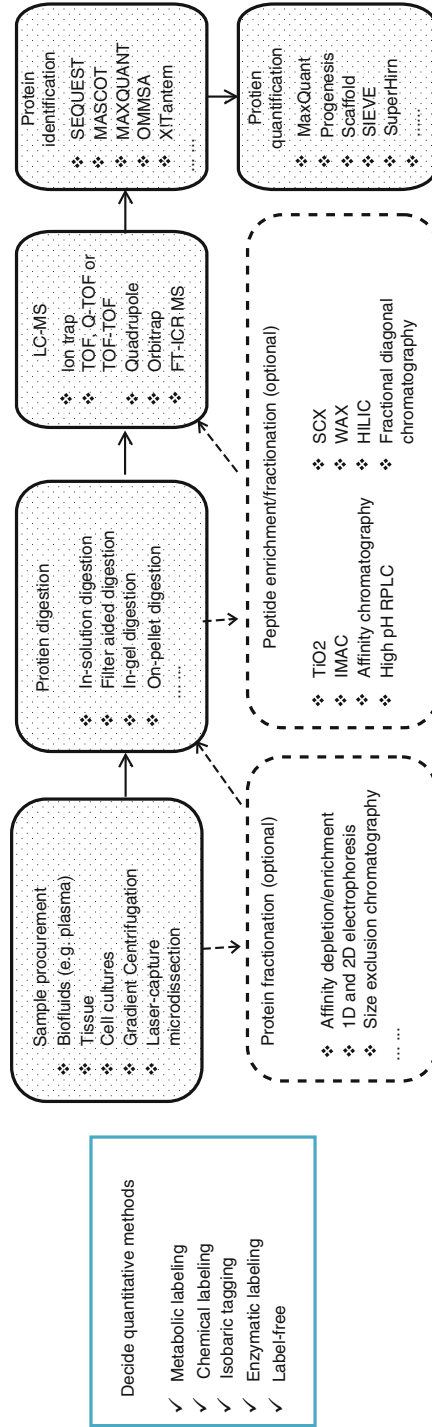 Decide quantitative methods
✓ Metabolic labeling
✓ Chemical labeling
✓ Isobaric tagging
✓ Enzymatic labeling
✓ Label-free
Sample procurement
❖ Biofluids (e.g. plasma)
❖ Tissue
❖ Cell cultures
❖ Gradient Centrifugation
❖ Laser-capture
microdissection
Protein fractionation (optional)
❖ Affinity depletion/enrichment
❖ 1D and 2D electrophoresis
❖ Size exclusion chromatography
... ...
Protien digestion
❖ In-solution digestion
❖ Filter aided digestion
❖ In-gel digestion
❖ On-pellet digestion
... ...
Peptide enrichment/fractionation (optional)
❖ TiO2
❖ IMAC
❖ Affinity chromatography
❖ High pH RPLC
❖ SCX
❖ WAX
❖ HILIC
❖ Fractional diagonal
chromatography
LC-MS
❖ Ion trap
❖ TOF, Q-TOF or
TOF-TOF
❖ Quadrupole
❖ Orbitrap
❖ FT-ICR MS
Protein
identification
❖ SEQUEST
❖ MASCOT
❖ MAXQUANT
❖ OMMSA
❖ X!Tantem
... ...
Protien
quantification
❖ MaxQuant
❖ Progenesis
❖ Scaffold
❖ SIEVE
❖ SuperHirn
❖ ......